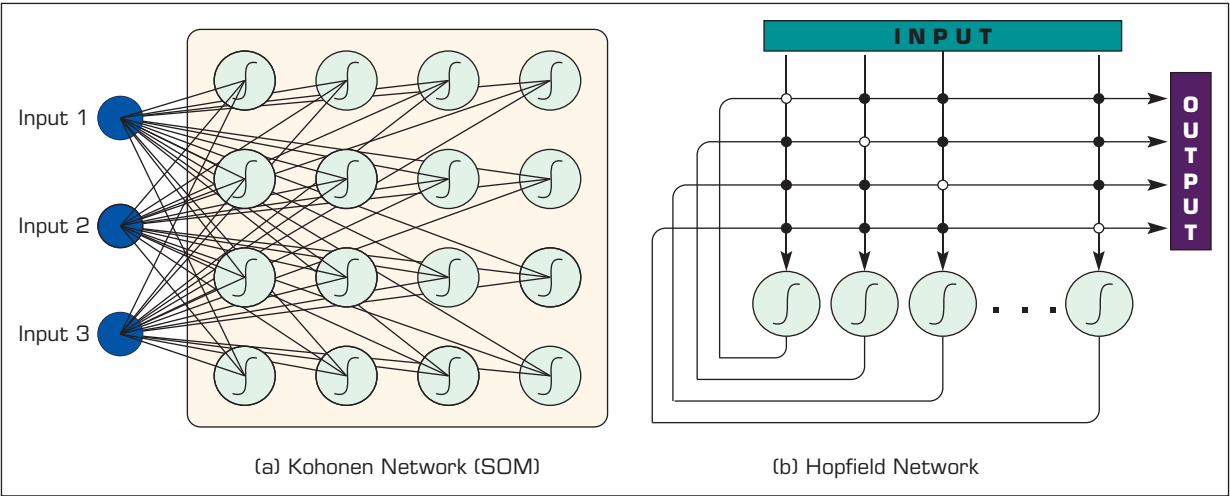 Input 1
Input 2
Input 3
(a) Kohonen Network (SOM)
INPUT
OUTPUT
(b) Hopfield Network